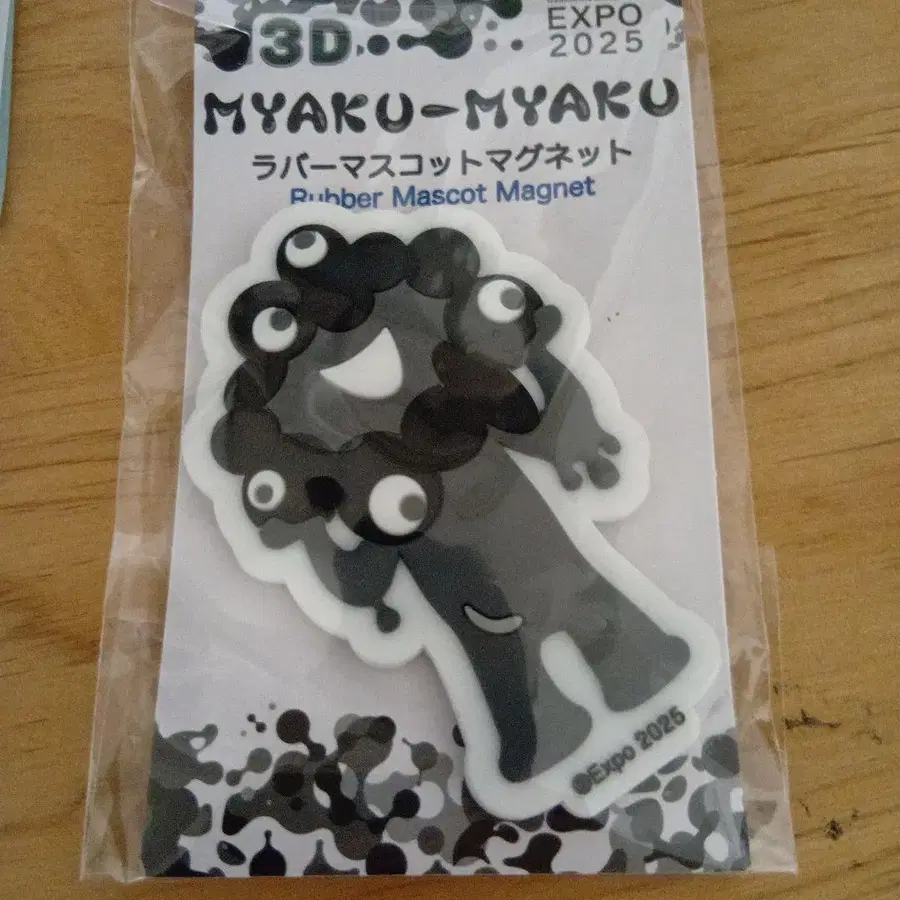 3D
EXPO
2025
MYAKU-MYAKU
ラバーマスコットマグネット
Rubber Mascot Magnet
©Expo 2025